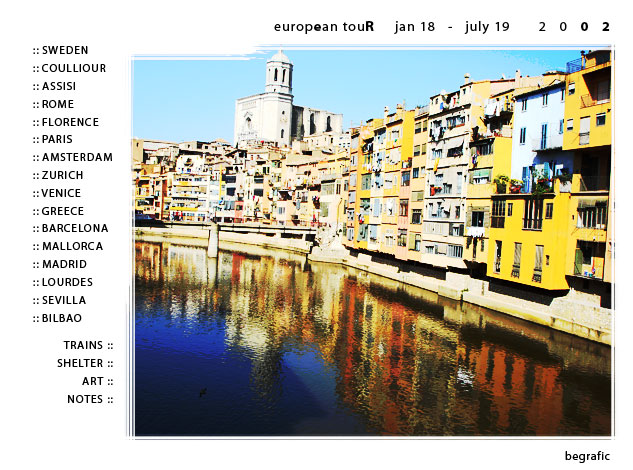 european touR jan 18 - july 19 2 0 0 2
:: SWEDEN
:: COULLIOUR
:: ASSISI
:: ROME
:: FLORENCE
:: PARIS
:: AMSTERDAM
:: ZURICH
:: VENICE
:: GREECE
:: BARCELONA
:: MALLORCA
:: MADRID
:: LOURDES
:: SEVILLA
:: BILBAO
TRAINS ::
SHELTER ::
ART ::
NOTES ::
begrafic